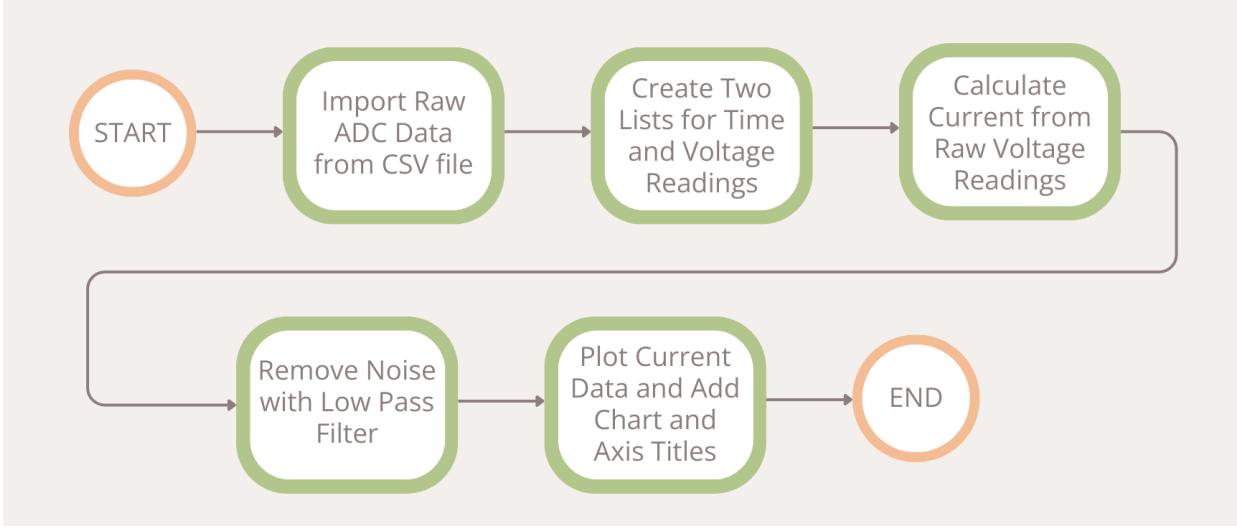 START
Import Raw
ADC Data
from CSV file
Create Two
Lists for Time
and Voltage
Readings
Calculate
Current from
Raw Voltage
Readings
Remove Noise
with Low Pass
Filter
Plot Current
Data and Add
Chart and
Axis Titles
END